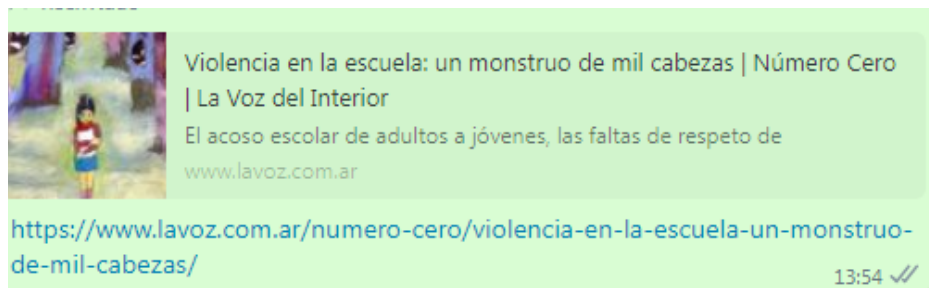 Violencia en la escuela: un monstruo de mil cabezas | Número Cero
| La Voz del Interior
El acoso escolar de adultos a jóvenes, las faltas de respeto de
www.lavoz.com.ar
https://www.lavoz.com.ar/numero-cero/violencia-en-la-escuela-un-monstruo-
de-mil-cabezas/
13:54